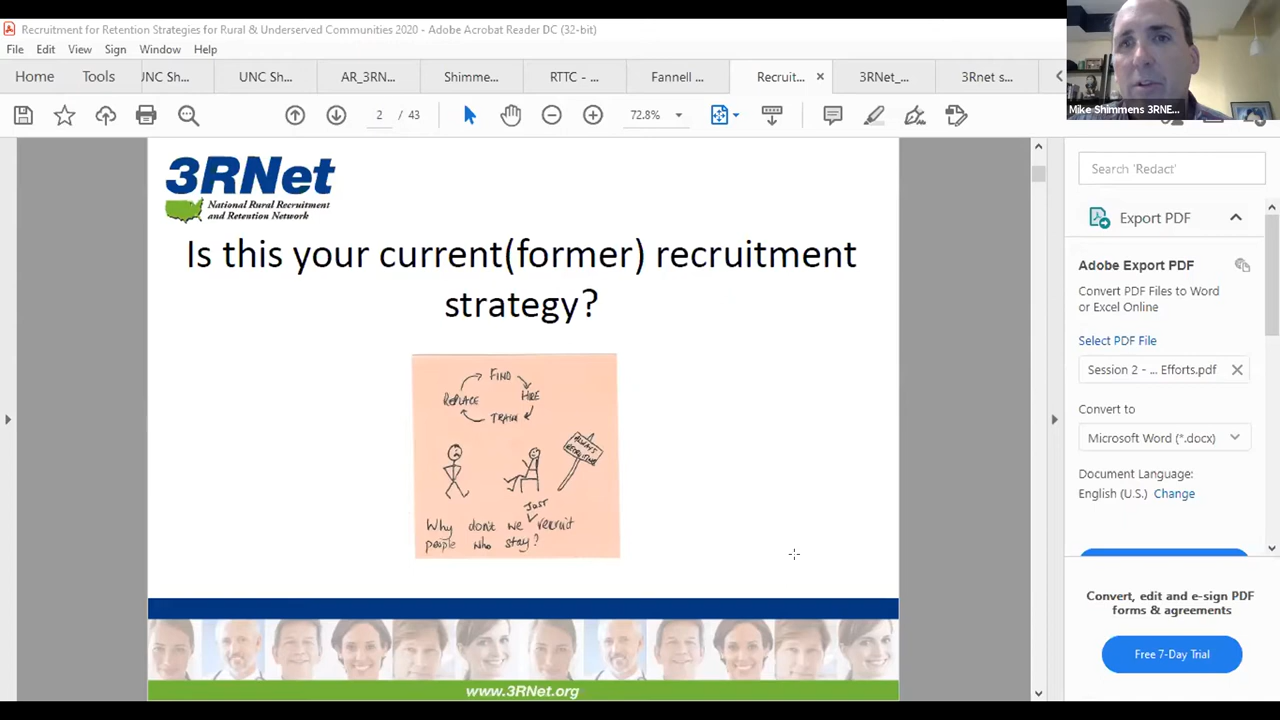 Recruitment for Retention Strategies for Rural & Underserved Communities 2020 - Adobe Acrobat Reader DC (32-bit)
File Edit View Sign Window Help
Home Tools UNC Sh... UNC Sh... AR_3RN... Shimme... RTTC - ... Fannell ... Recruit... × 3RNet_... 3Rnet s...
/ 43 72.8%
Mike Shimmens 3RNE...
3RNet
National Rural Recruitment
and Retention Network
Is this your current(former) recruitment
strategy?
FIND
REPLACE HIRE
TRAIN
ALWAYS
RECRUITING
Just
Why don't we recruit
people who stay?
www.3RNet.org
Search 'Redact'
Export PDF
Adobe Export PDF
Convert PDF Files to Word
or Excel Online
Select PDF File
Session 2 - ... Efforts.pdf
Convert to
Microsoft Word (*.docx)
Document Language:
English (U.S.) Change
Convert, edit and e-sign PDF
forms & agreements
Free 7-Day Trial